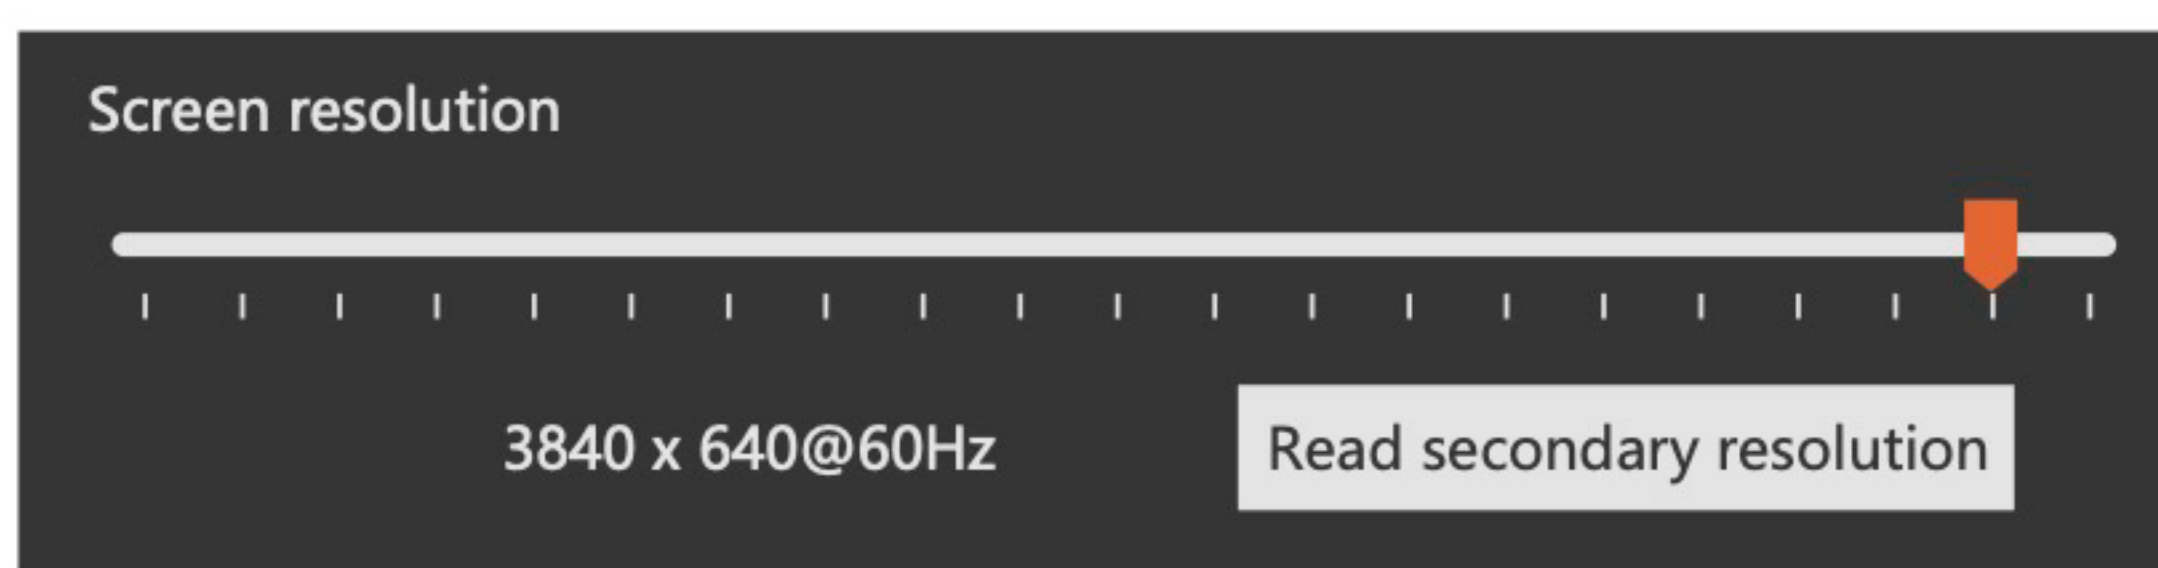 Screen resolution
3840 x 640@60Hz
Read secondary resolution